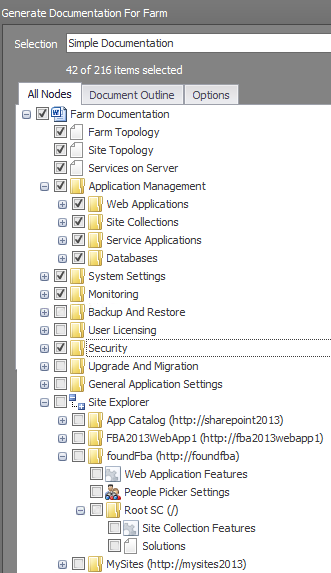 Generate Documentation For Farm
Selection Simple Documentation
42 of 216 items selected
All Nodes Document Outline Options
Farm Documentation
Farm Topology
Site Topology
Services on Server
Application Management
Web Applications
Site Collections
Service Applications
Databases
System Settings
Monitoring
Backup And Restore
User Licensing
Security
Upgrade And Migration
General Application Settings
Site Explorer
App Catalog (http://sharepoint2013)
FBA2013WebApp1 (http://fba2013webapp1)
foundFba (http://foundfba)
Web Application Features
People Picker Settings
Root SC (/)
Site Collection Features
Solutions
MySites (http://mysites2013)